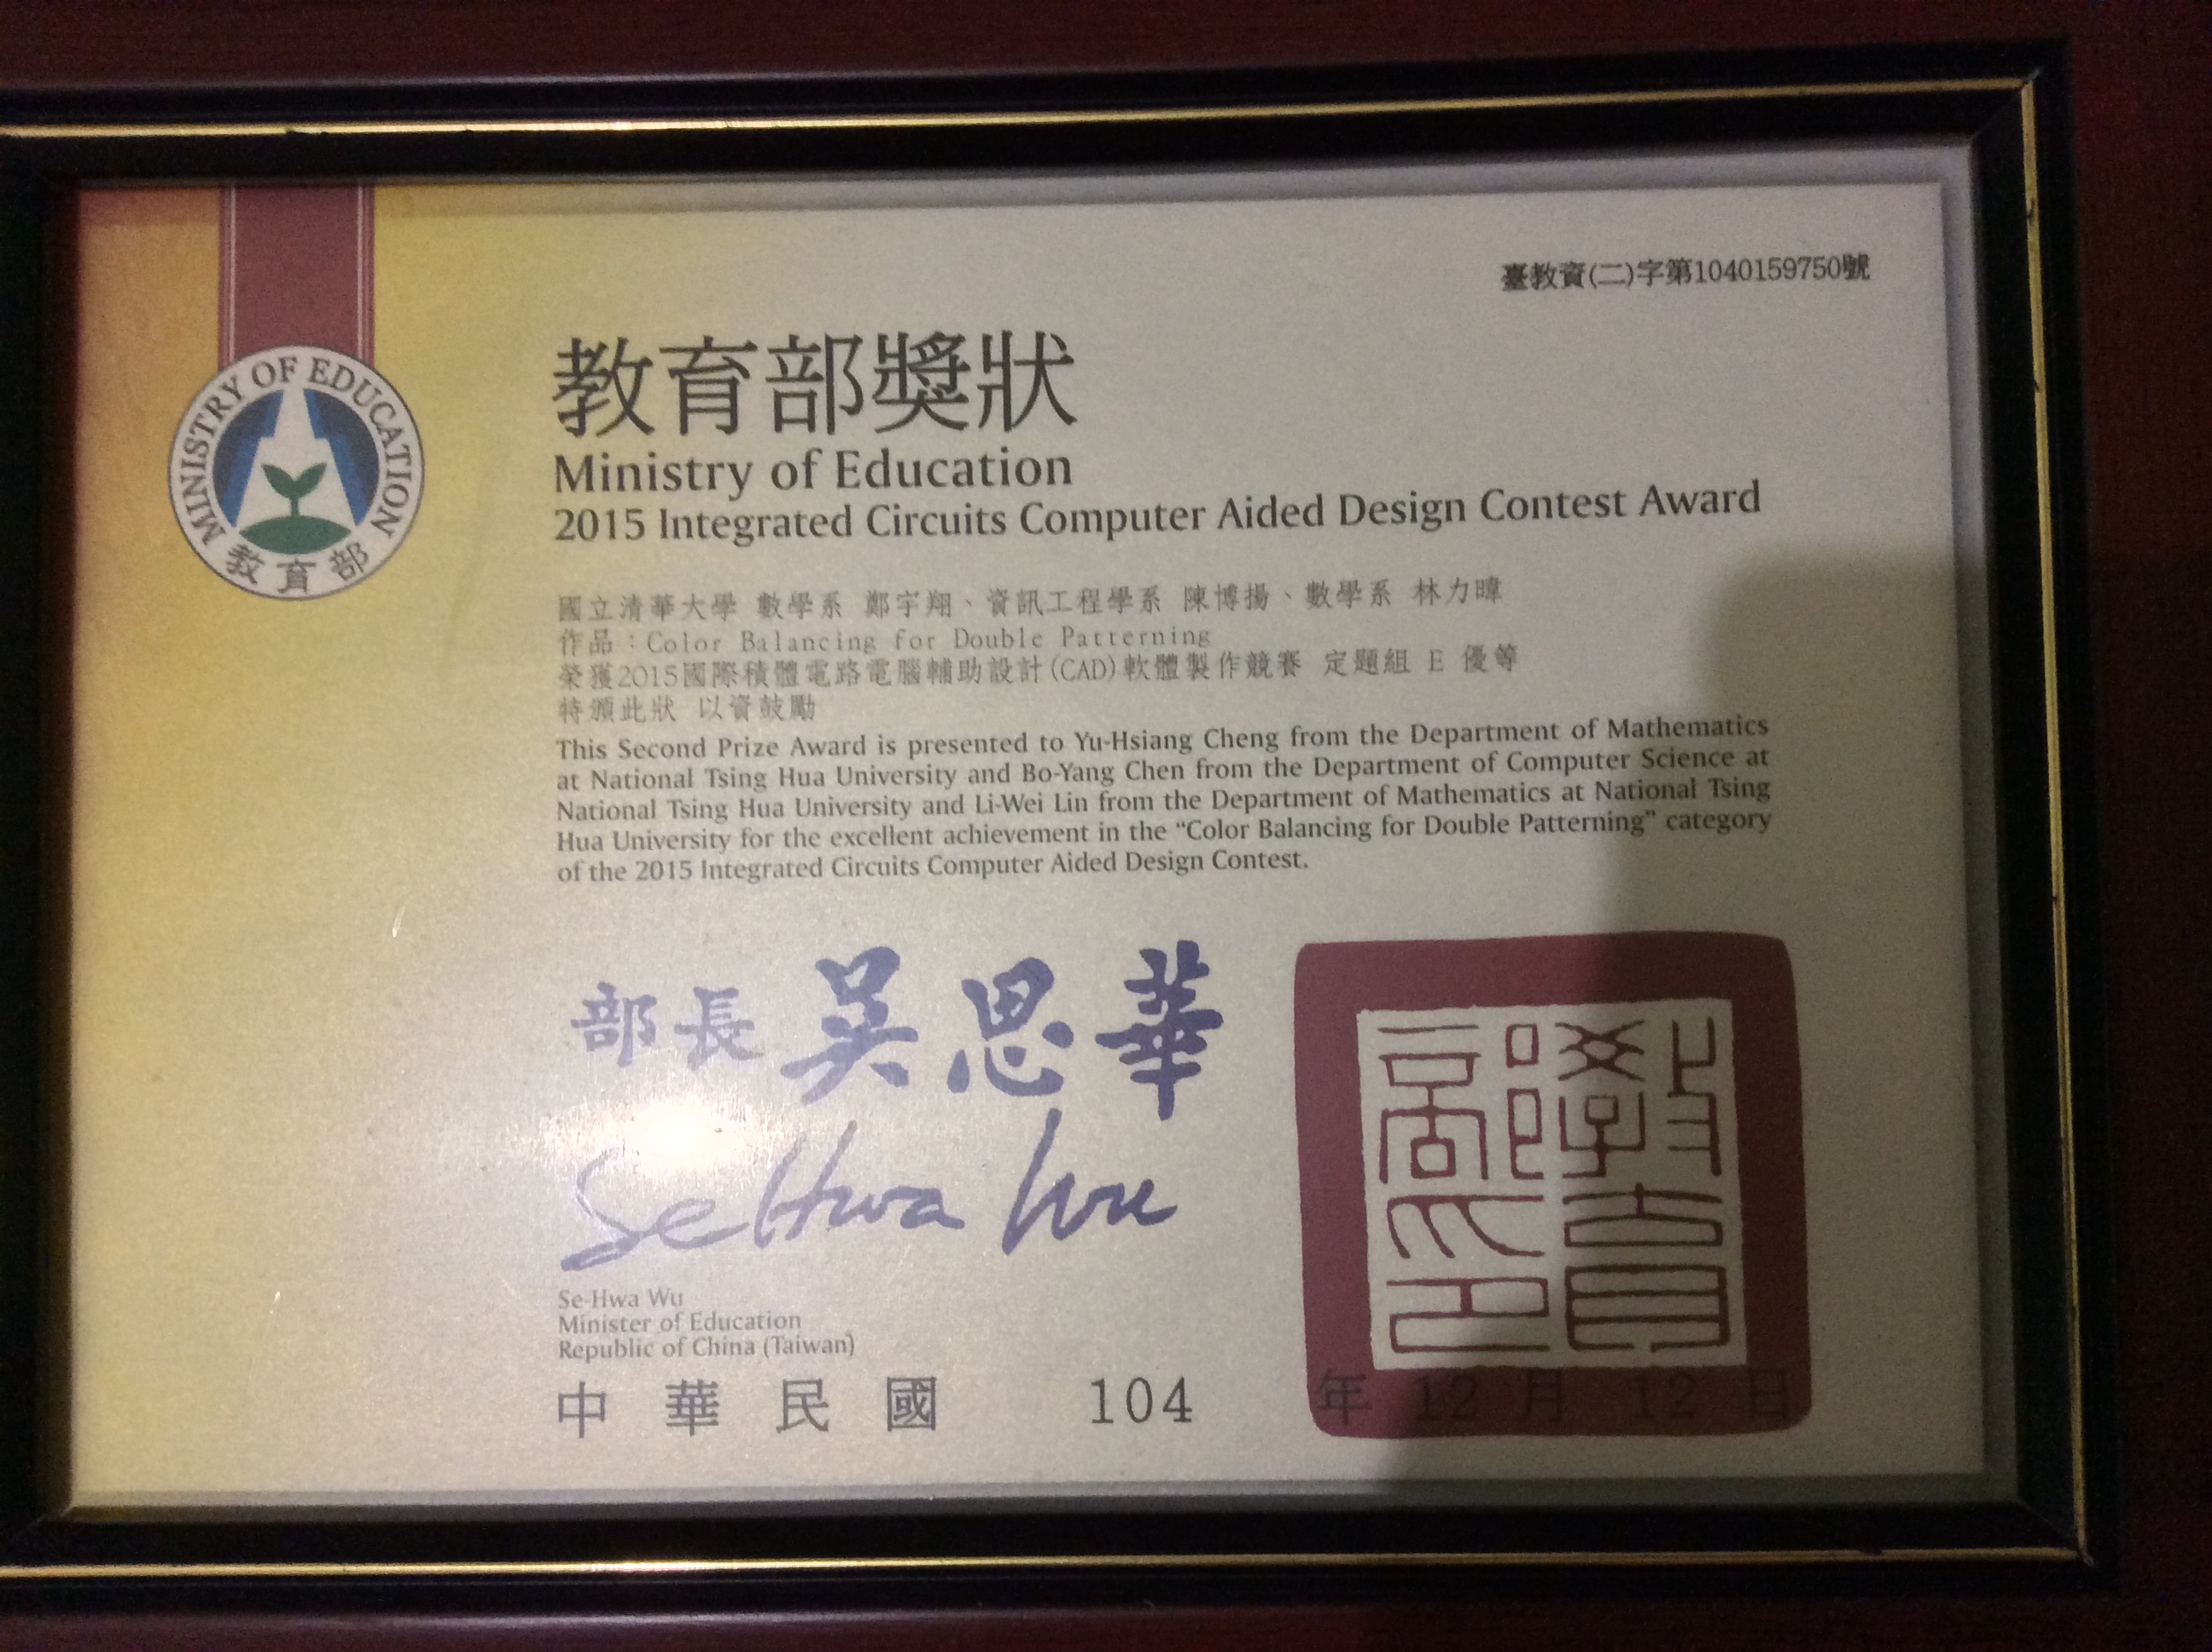 臺教資(二)字第1040159750號
MINISTRY OF EDUCATION
教育部
教育部獎狀
Ministry of Education
2015 Integrated Circuits Computer Aided Design Contest Award
國立清華大學 數學系 鄭宇翔、資訊工程學系 陳博揚、數學系 林力暐
作品：Color Balancing for Double Patterning
榮獲2015國際積體電路電腦輔助設計(CAD)軟體製作競賽 定題組 E 優等
特頒此狀 以資鼓勵
This Second Prize Award is presented to Yu-Hsiang Cheng from the Department of Mathematics
at National Tsing Hua University and Bo-Yang Chen from the Department of Computer Science at
National Tsing Hua University and Li-Wei Lin from the Department of Mathematics at National Tsing
Hua University for the excellent achievement in the “Color Balancing for Double Patterning” category
of the 2015 Integrated Circuits Computer Aided Design Contest.
部長 吳思華
SeHwa Wu
教育部印
Se-Hwa Wu
Minister of Education
Republic of China (Taiwan)
中華民國 104 年 12 月 12 日